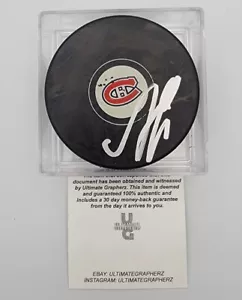 document has been obtained and witnessed
by Ultimate Grapherz. This item is deemed
and guaranteed 100% authentic and
includes a 30 day money-back guarantee
from the day it arrives to you.
EBAY: ULTIMATEGRAPHERZ
INSTAGRAM: ULTIMATEGRAPHERZ